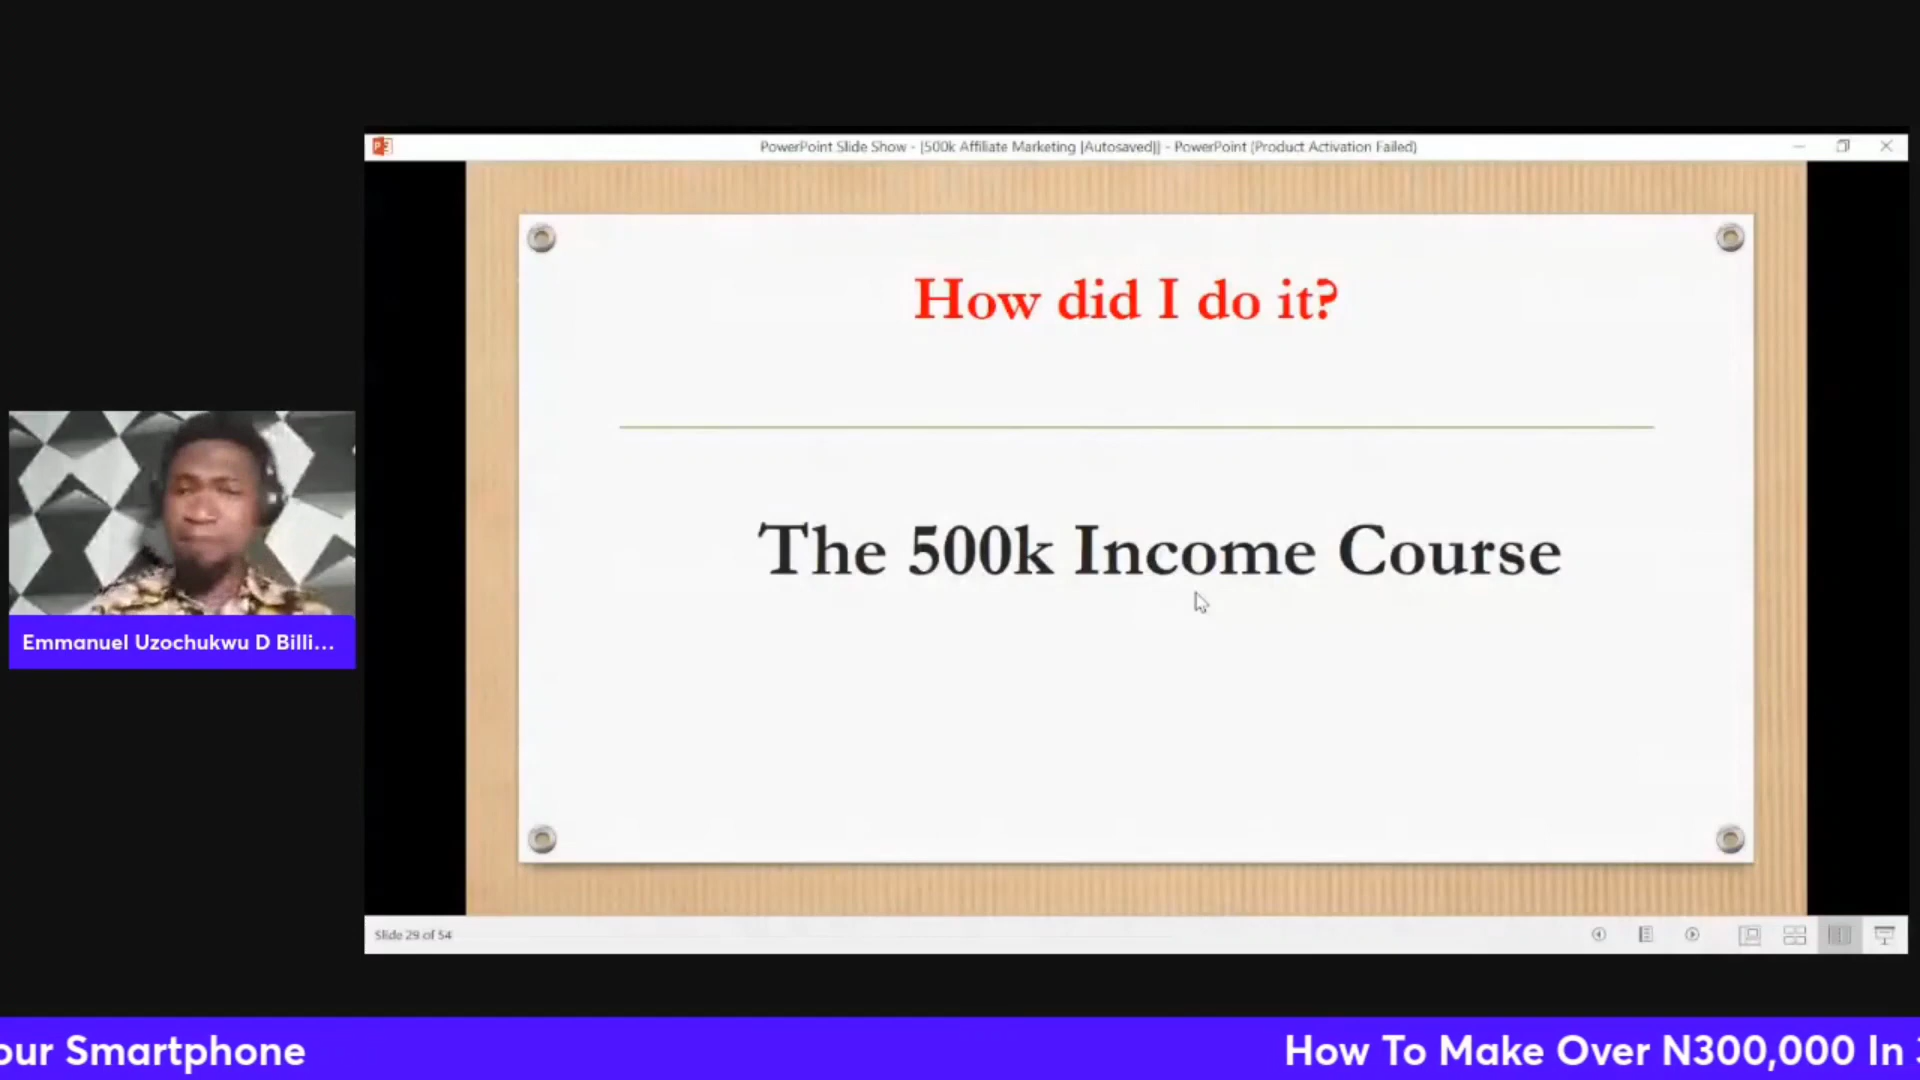 PowerPoint Slide Show - [500k Affiliate Marketing [Autosaved]] - PowerPoint (Product Activation Failed)
How did I do it?
The 500k Income Course
Emmanuel Uzochukwu D Billi...
Slide 29 of 54
our Smartphone
How To Make Over N300,000 In